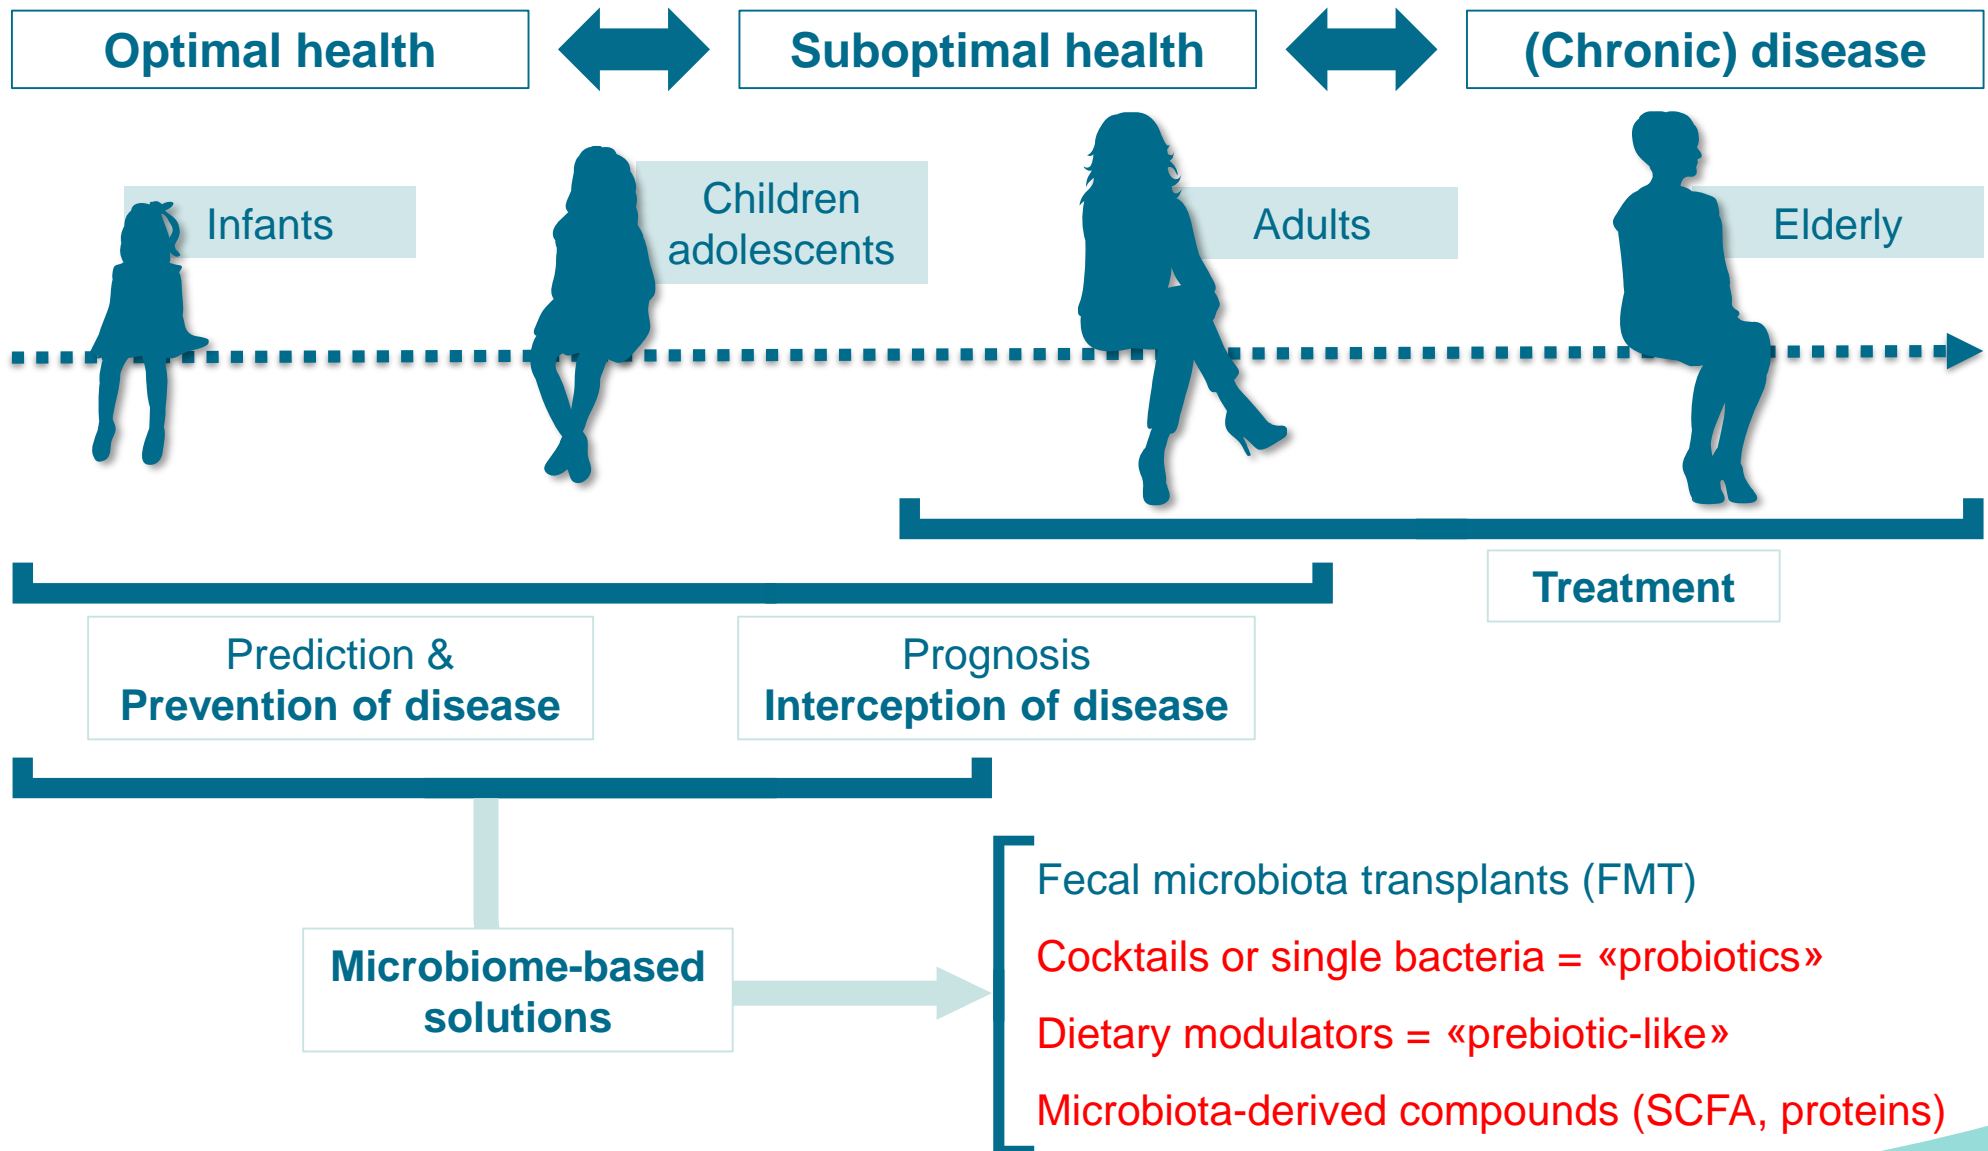 Optimal health
Suboptimal health
(Chronic) disease
Infants
Children
adolescents
Adults
Elderly
Treatment
Prediction &
Prevention of disease
Prognosis
Interception of disease
Microbiome-based
solutions
Fecal microbiota transplants (FMT)
Cocktails or single bacteria = «probiotics»
Dietary modulators = «prebiotic-like»
Microbiota-derived compounds (SCFA, proteins)